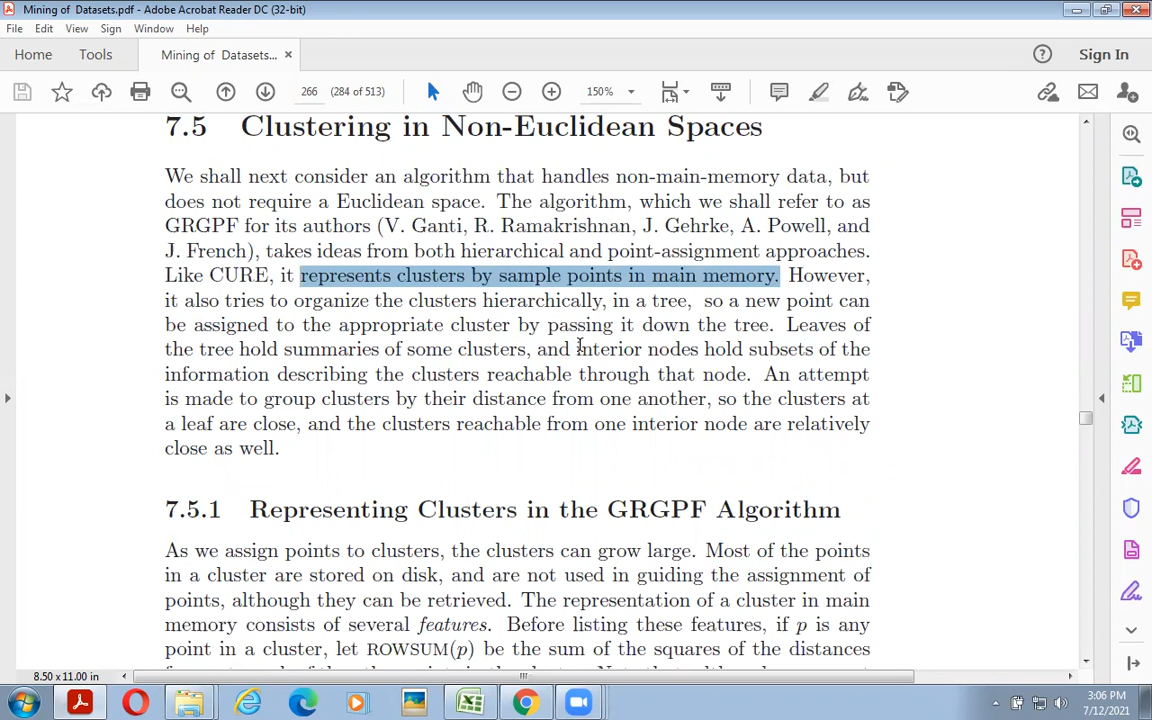 Mining of Datasets.pdf - Adobe Acrobat Reader DC (32-bit)
File Edit View Sign Window Help
Home Tools Mining of Datasets... × Sign In
266 (284 of 513) 150%
7.5 Clustering in Non-Euclidean Spaces
We shall next consider an algorithm that handles non-main-memory data, but
does not require a Euclidean space. The algorithm, which we shall refer to as
GRGPF for its authors (V. Ganti, R. Ramakrishnan, J. Gehrke, A. Powell, and
J. French), takes ideas from both hierarchical and point-assignment approaches.
Like CURE, it represents clusters by sample points in main memory. However,
it also tries to organize the clusters hierarchically, in a tree, so a new point can
be assigned to the appropriate cluster by passing it down the tree. Leaves of
the tree hold summaries of some clusters, and interior nodes hold subsets of the
information describing the clusters reachable through that node. An attempt
is made to group clusters by their distance from one another, so the clusters at
a leaf are close, and the clusters reachable from one interior node are relatively
close as well.
7.5.1 Representing Clusters in the GRGPF Algorithm
As we assign points to clusters, the clusters can grow large. Most of the points
in a cluster are stored on disk, and are not used in guiding the assignment of
points, although they can be retrieved. The representation of a cluster in main
memory consists of several features. Before listing these features, if p is any
point in a cluster, let ROWSUM(p) be the sum of the squares of the distances
8.50 x 11.00 in
3:06 PM
7/12/2021